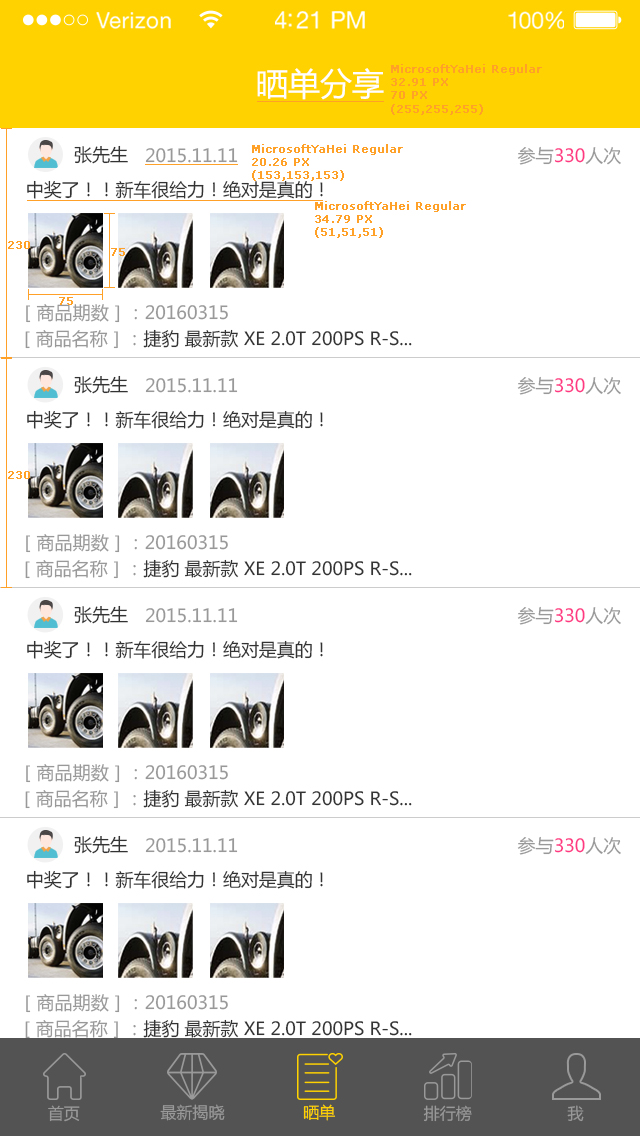 Verizon 4:21 PM 100%
晒单分享
MicrosoftYaHei Regular
32.91 PX
70 PX
(255,255,255)
张先生 2015.11.11 参与330人次
MicrosoftYaHei Regular
20.26 PX
(153,153,153)
中奖了！！新车很给力！绝对是真的！
MicrosoftYaHei Regular
34.79 PX
(51,51,51)
230
75
75
[ 商品期数 ] ：20160315
[ 商品名称 ] ：捷豹 最新款 XE 2.0T 200PS R-S...
张先生 2015.11.11 参与330人次
中奖了！！新车很给力！绝对是真的！
230
[ 商品期数 ] ：20160315
[ 商品名称 ] ：捷豹 最新款 XE 2.0T 200PS R-S...
张先生 2015.11.11 参与330人次
中奖了！！新车很给力！绝对是真的！
[ 商品期数 ] ：20160315
[ 商品名称 ] ：捷豹 最新款 XE 2.0T 200PS R-S...
张先生 2015.11.11 参与330人次
中奖了！！新车很给力！绝对是真的！
[ 商品期数 ] ：20160315
[ 商品名称 ] ：捷豹 最新款 XE 2.0T 200PS R-S...
首页 最新揭晓 晒单 排行榜 我